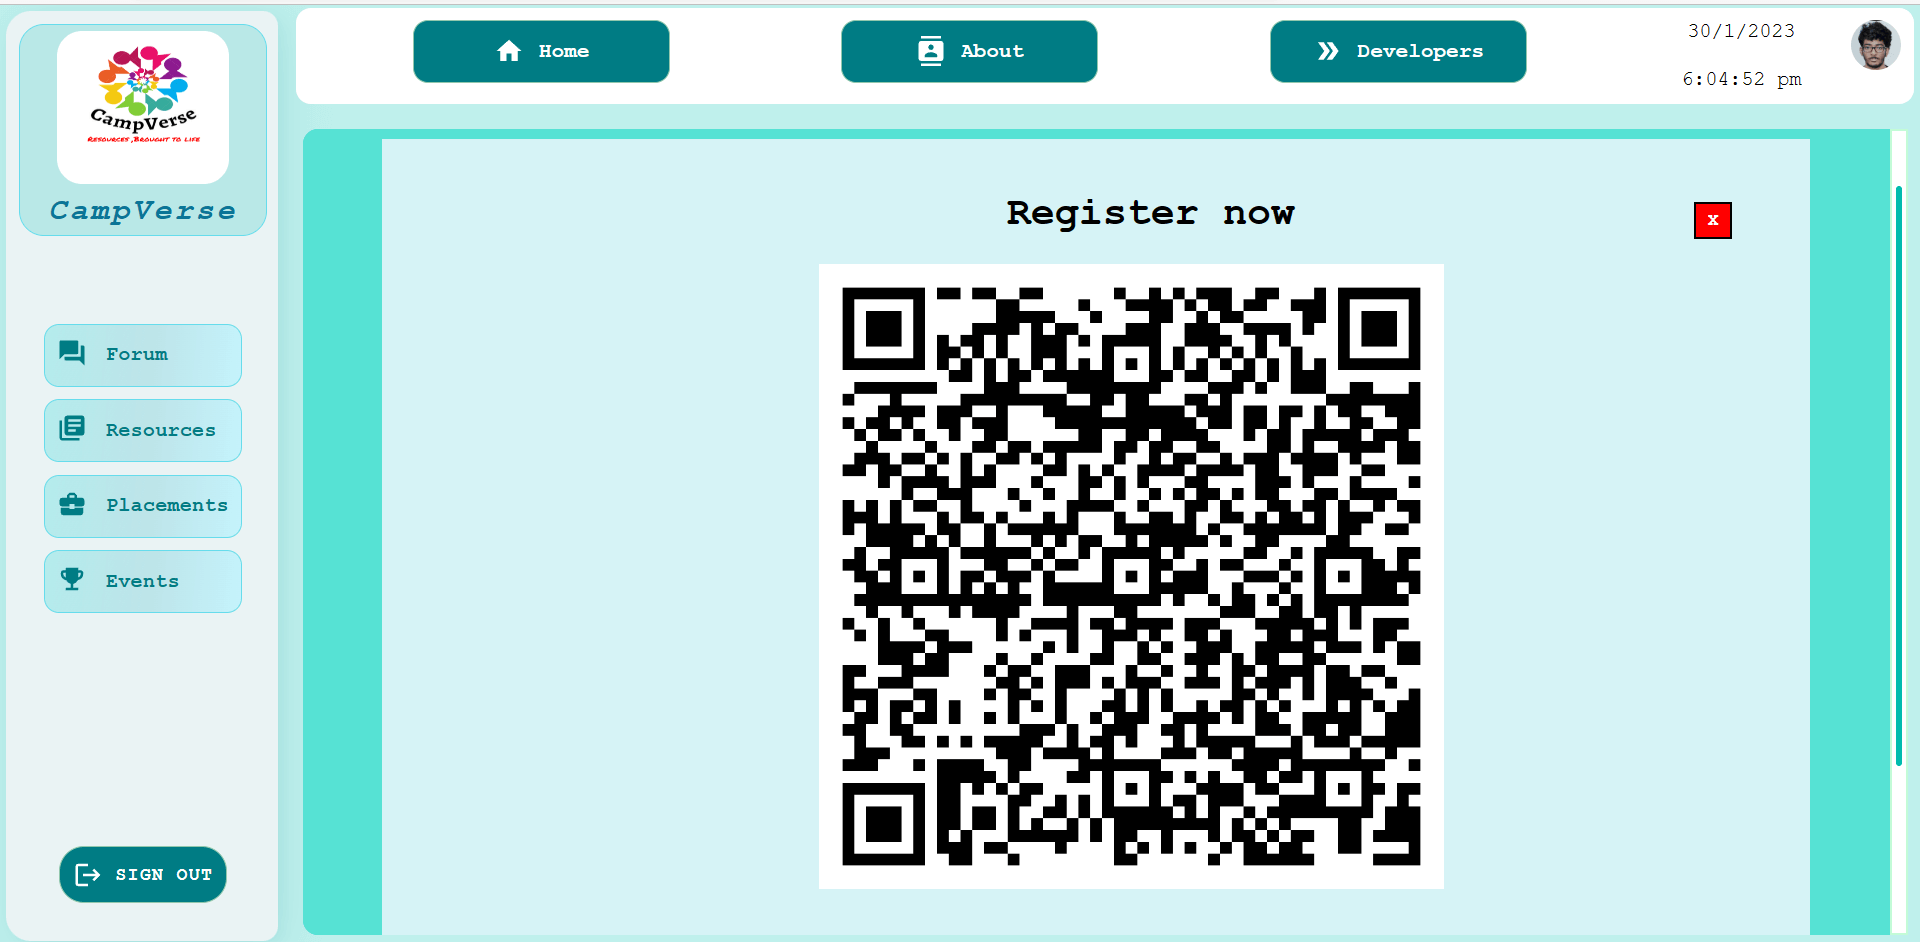 CampVerse
Resources ,Brought to life
CampVerse
Forum
Resources
Placements
Events
SIGN OUT
Home
About
Developers
30/1/2023
6:04:52 pm
Register now
x